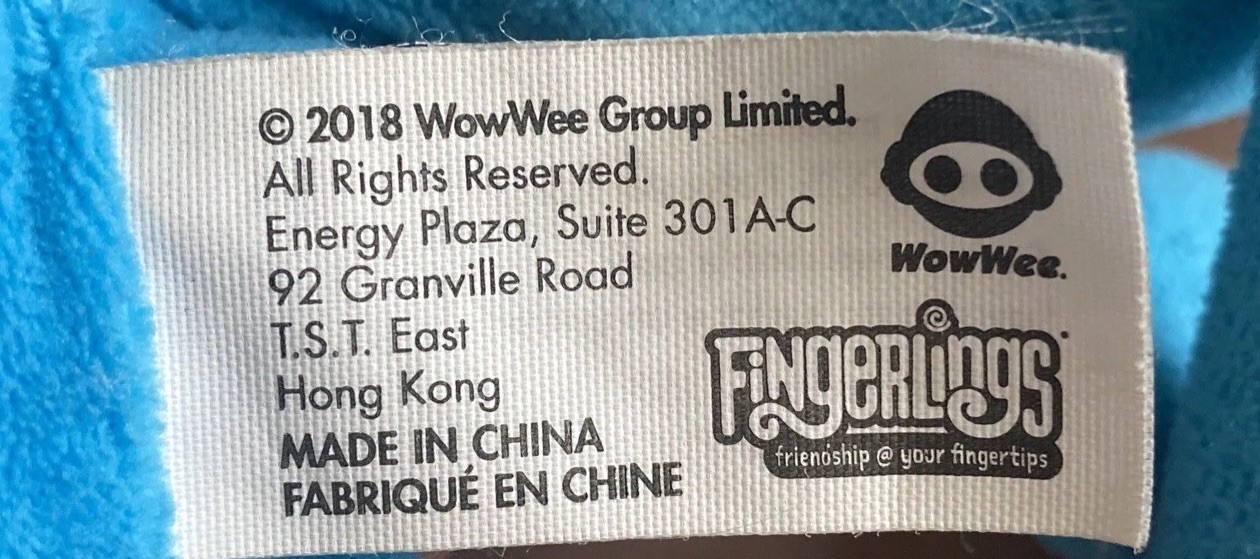 © 2018 WowWee Group Limited.
All Rights Reserved.
Energy Plaza, Suite 301A-C
92 Granville Road
T.S.T. East
Hong Kong
MADE IN CHINA
FABRIQUÉ EN CHINE
WowWee.
FiNgeRLings
friendship @ your fingertips